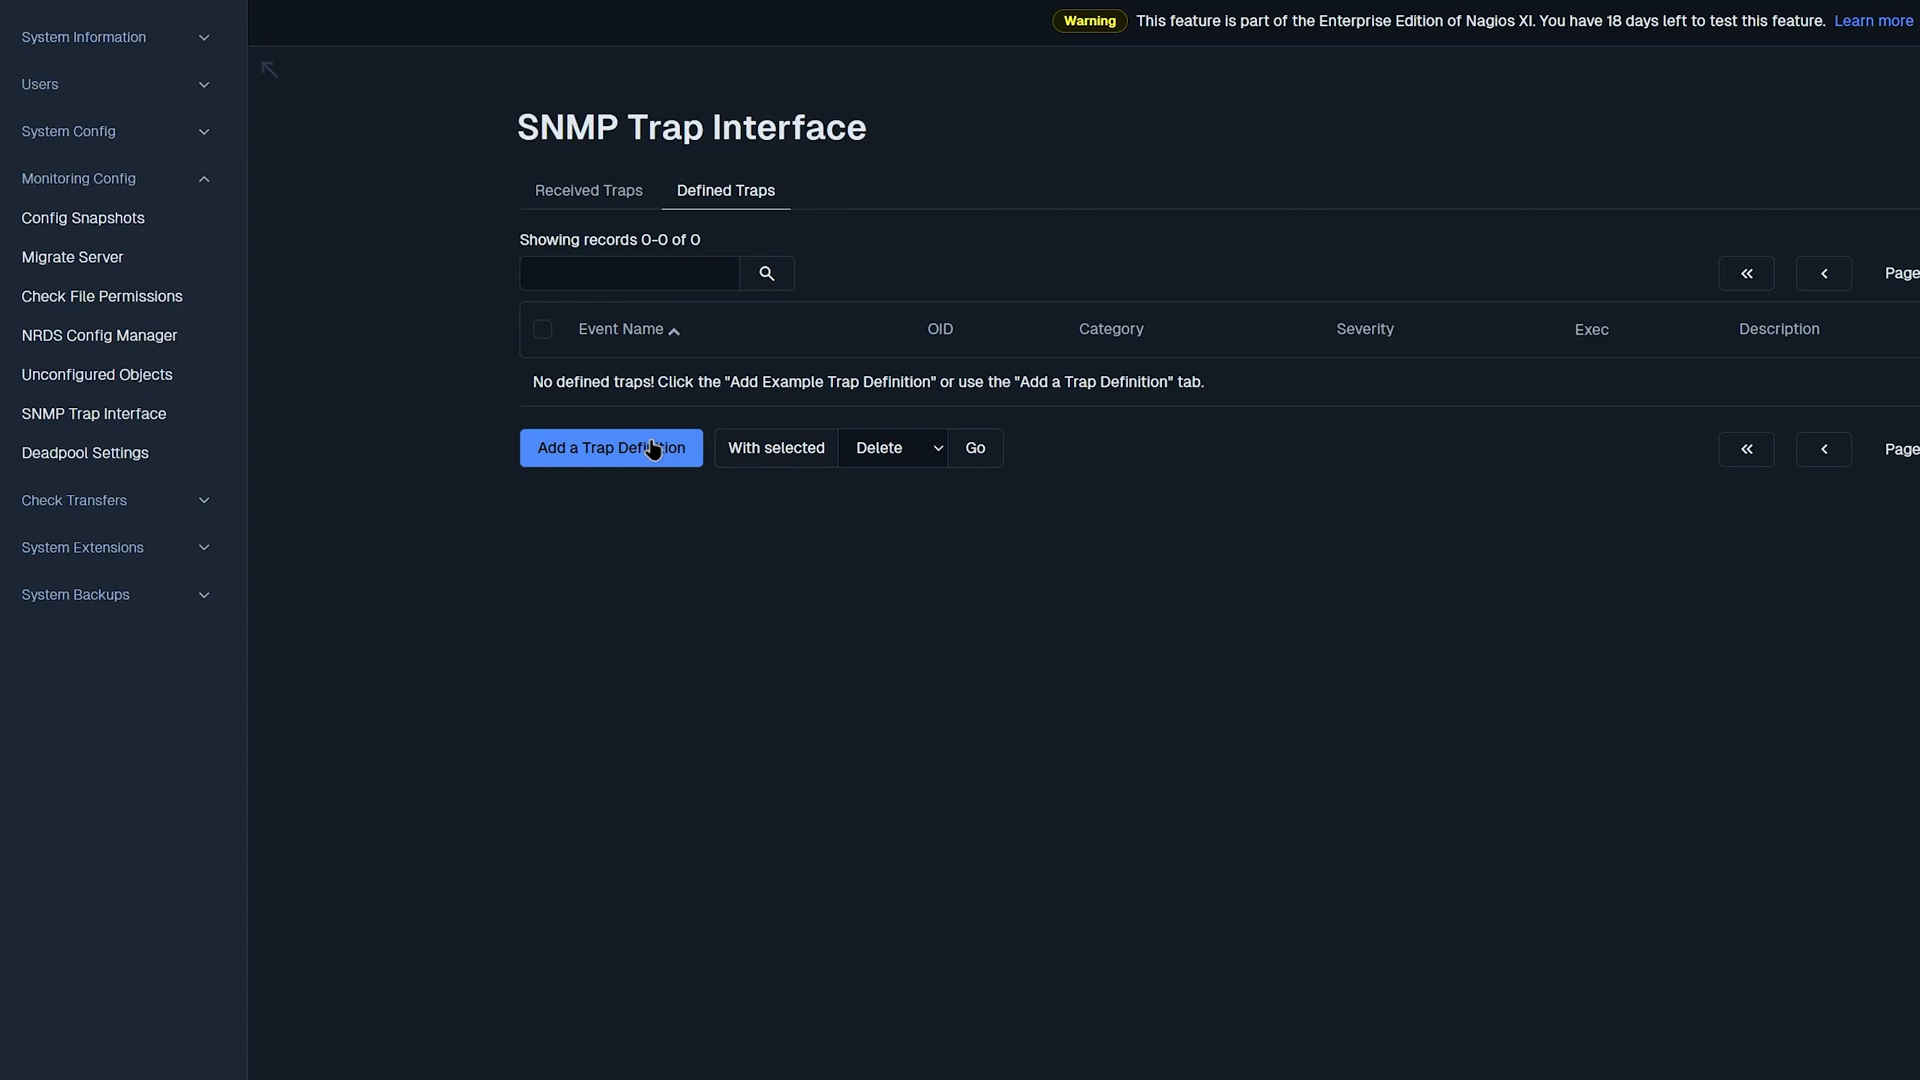 Warning This feature is part of the Enterprise Edition of Nagios XI. You have 18 days left to test this feature. Learn more
System Information
Users
System Config
Monitoring Config
Config Snapshots
Migrate Server
Check File Permissions
NRDS Config Manager
Unconfigured Objects
SNMP Trap Interface
Deadpool Settings
Check Transfers
System Extensions
System Backups
SNMP Trap Interface
Received Traps Defined Traps
Showing records 0-0 of 0
« ‹ Page
Event Name OID Category Severity Exec Description
No defined traps! Click the "Add Example Trap Definition" or use the "Add a Trap Definition" tab.
Add a Trap Definition With selected Delete Go « ‹ Page